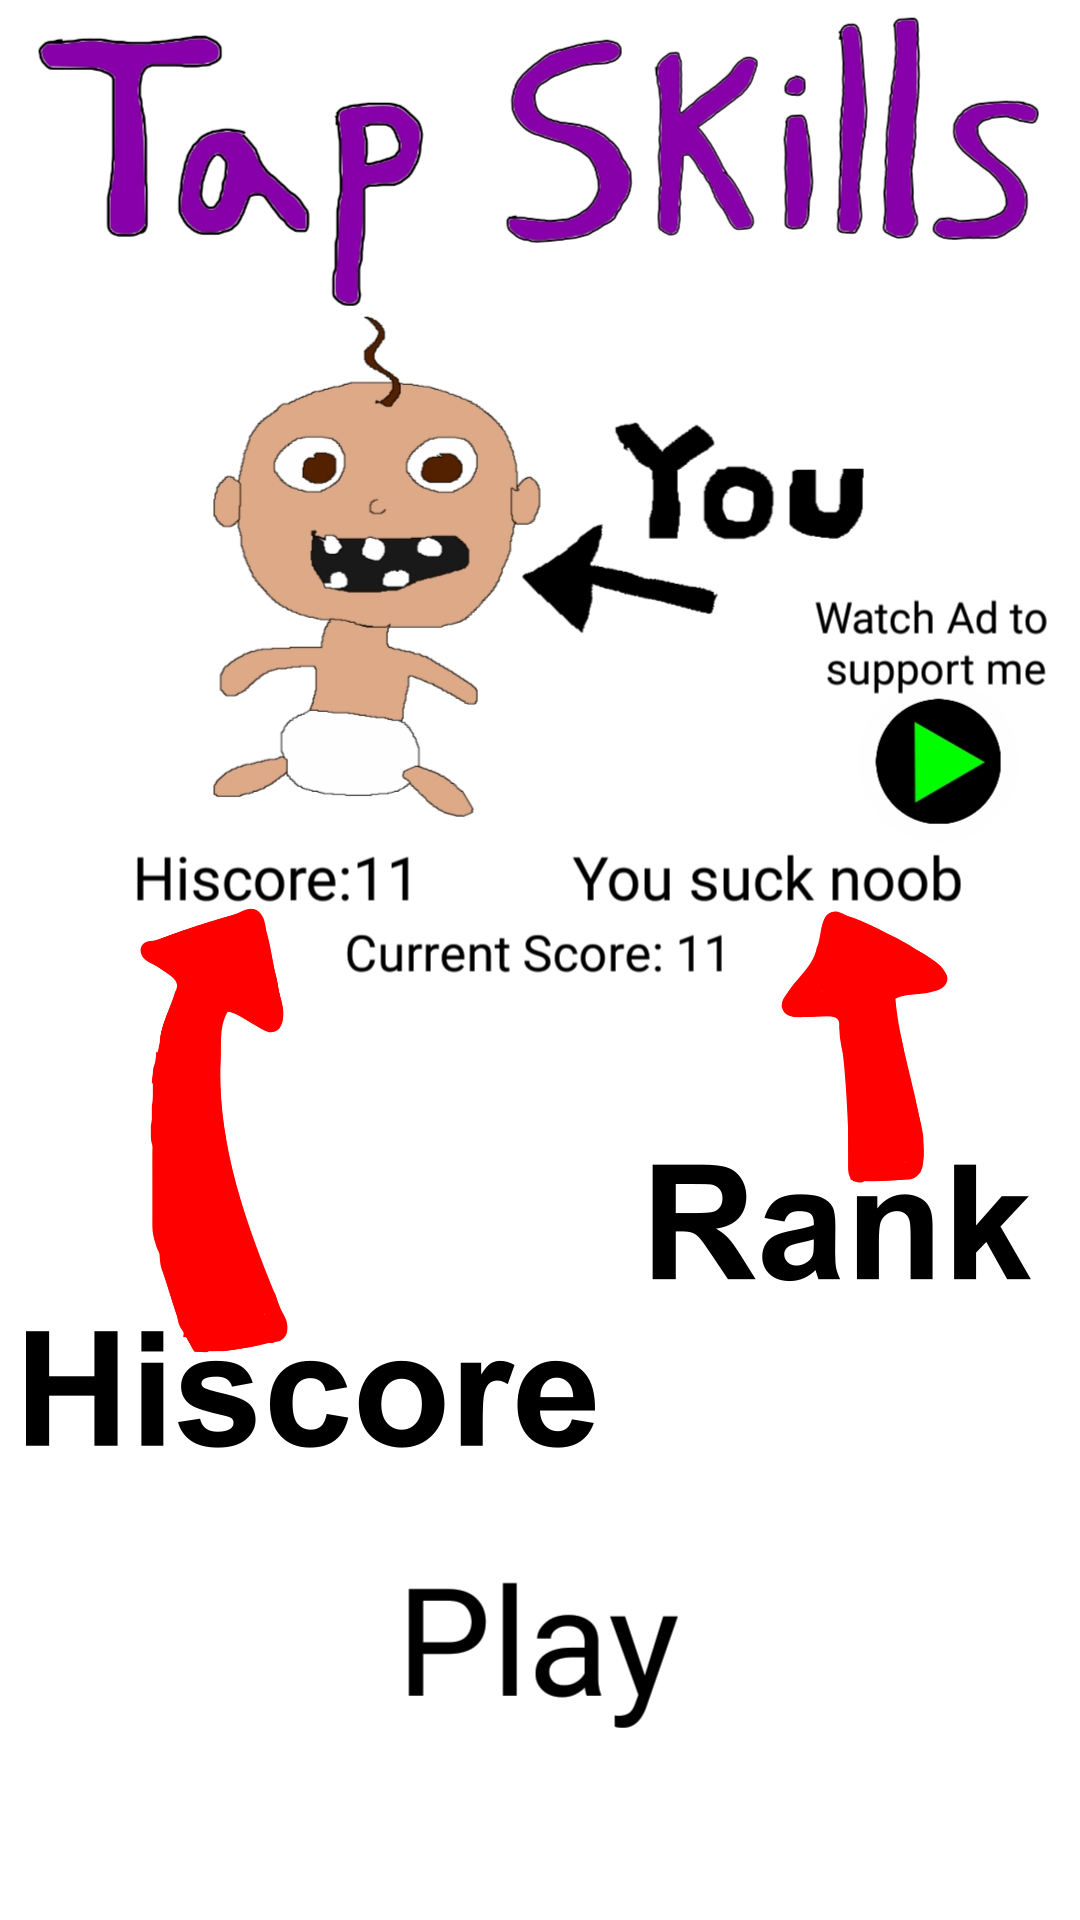 Tap Skills
You
Watch Ad to
support me
Hiscore:11
You suck noob
Current Score: 11
Rank
Hiscore
Play